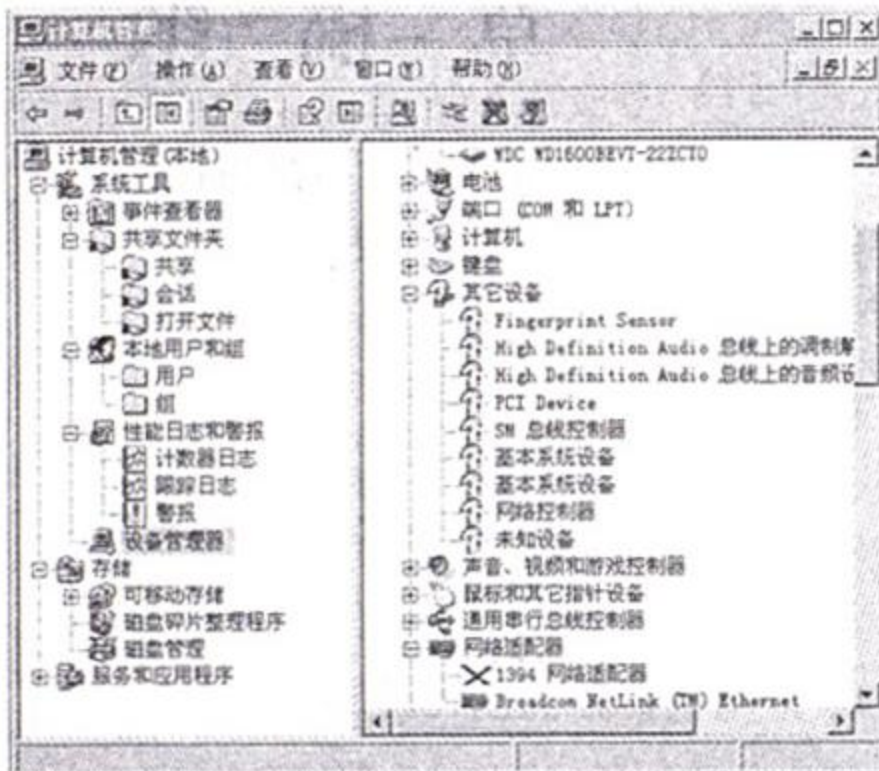 计算机管理
文件(F) 操作(A) 查看(V) 窗口(W) 帮助(H)
计算机管理(本地)
系统工具
事件查看器
共享文件夹
共享
会话
打开文件
本地用户和组
用户
组
性能日志和警报
计数器日志
跟踪日志
警报
设备管理器
存储
可移动存储
磁盘碎片整理程序
磁盘管理
服务和应用程序
WDC WD1600BEVT-22ZCT0
电池
端口 (COM 和 LPT)
计算机
键盘
其它设备
Fingerprint Sensor
High Definition Audio 总线上的调制解
High Definition Audio 总线上的音频设
PCI Device
SM 总线控制器
基本系统设备
基本系统设备
网络控制器
未知设备
声音、视频和游戏控制器
鼠标和其它指针设备
通用串行总线控制器
网络适配器
1394 网络适配器
Broadcom NetLink (TM) Ethernet